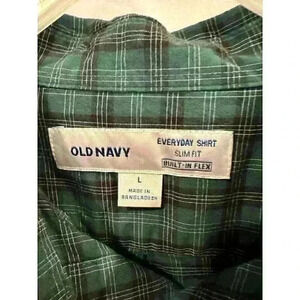 OLD NAVY
EVERYDAY SHIRT
SLIM FIT
BUILT-IN FLEX
L
MADE IN
BANGLADESH